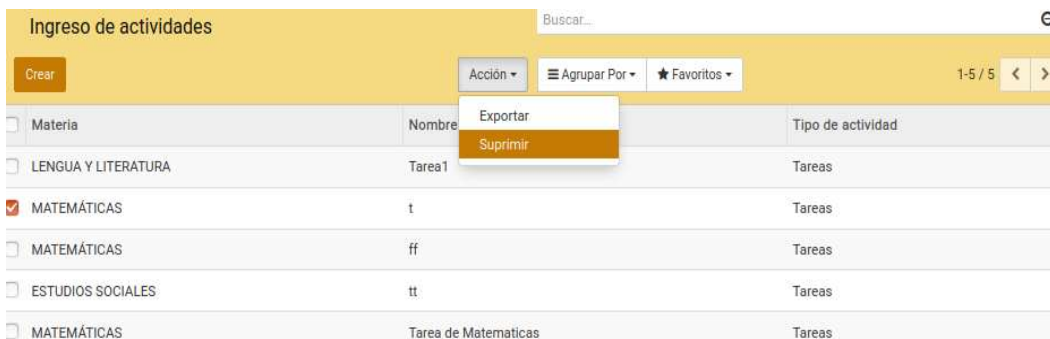 Ingreso de actividades
Buscar...
Crear
Acción
Agrupar Por
Favoritos
1-5 / 5
Exportar
Suprimir
Materia Nombre Tipo de actividad
LENGUA Y LITERATURA Tarea1 Tareas
MATEMÁTICAS t Tareas
MATEMÁTICAS ff Tareas
ESTUDIOS SOCIALES tt Tareas
MATEMÁTICAS Tarea de Matematicas Tareas